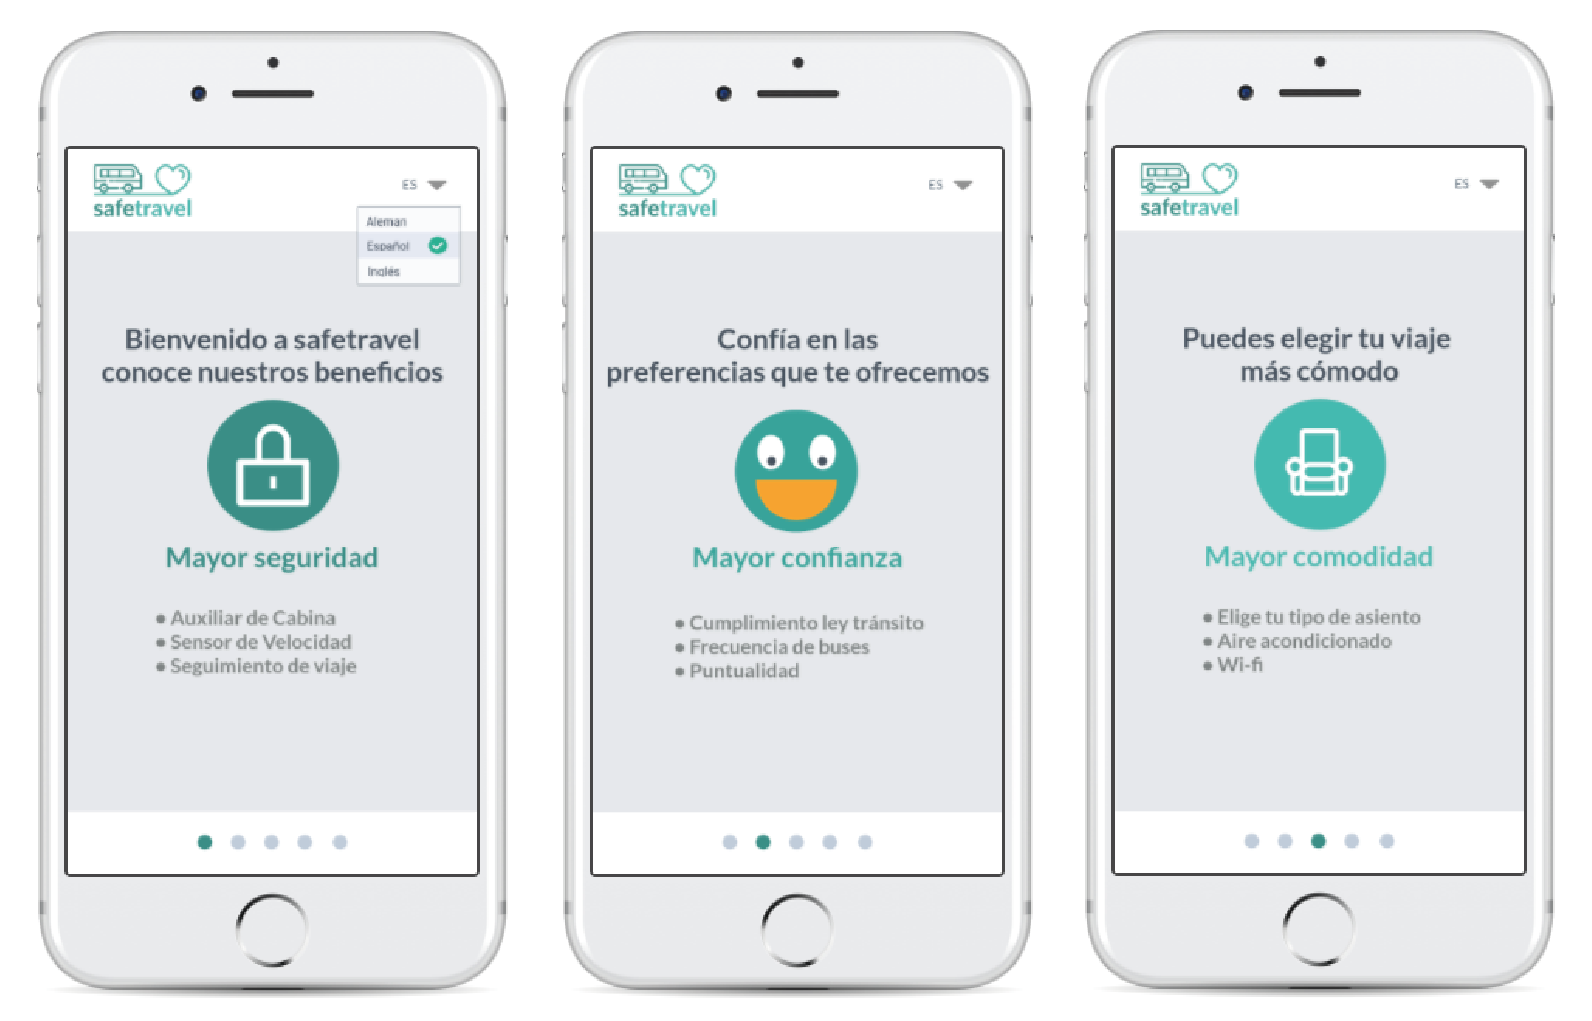 safetravel
ES
Aleman
Español
Inglés
Bienvenido a safetravel
conoce nuestros beneficios
Mayor seguridad
• Auxiliar de Cabina
• Sensor de Velocidad
• Seguimiento de viaje
safetravel
ES
Confía en las
preferencias que te ofrecemos
Mayor confianza
• Cumplimiento ley tránsito
• Frecuencia de buses
• Puntualidad
safetravel
ES
Puedes elegir tu viaje
más cómodo
Mayor comodidad
• Elige tu tipo de asiento
• Aire acondicionado
• Wi-fi